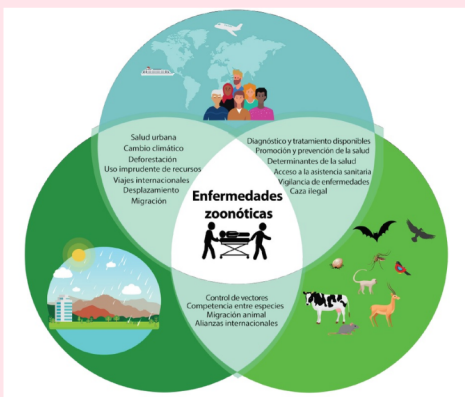 Salud urbana
Cambio climático
Deforestación
Uso imprudente de recursos
Viajes internacionales
Desplazamiento
Migración
Diagnóstico y tratamiento disponibles
Promoción y prevención de la salud
Determinantes de la salud
Acceso a la asistencia sanitaria
Vigilancia de enfermedades
Caza ilegal
Enfermedades
zoonóticas
Control de vectores
Competencia entre especies
Migración animal
Alianzas internacionales